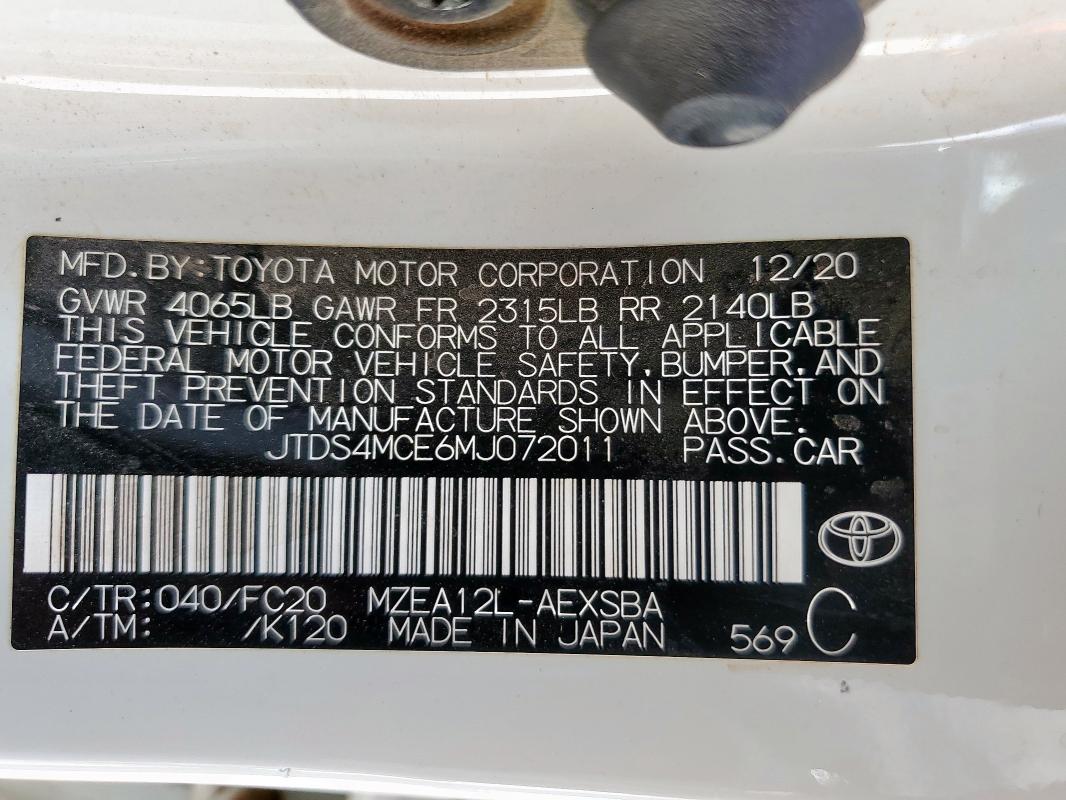 MFD.BY:TOYOTA MOTOR CORPORATION 12/20
GVWR 4065LB GAWR FR 2315LB RR 2140LB
THIS VEHICLE CONFORMS TO ALL APPLICABLE
FEDERAL MOTOR VEHICLE SAFETY,BUMPER,AND
THEFT PREVENTION STANDARDS IN EFFECT ON
THE DATE OF MANUFACTURE SHOWN ABOVE.
JTDS4MCE6MJ072011 PASS.CAR
C/TR:040/FC20 MZEA12L-AEXSBA
A/TM: /K120 MADE IN JAPAN 569 C